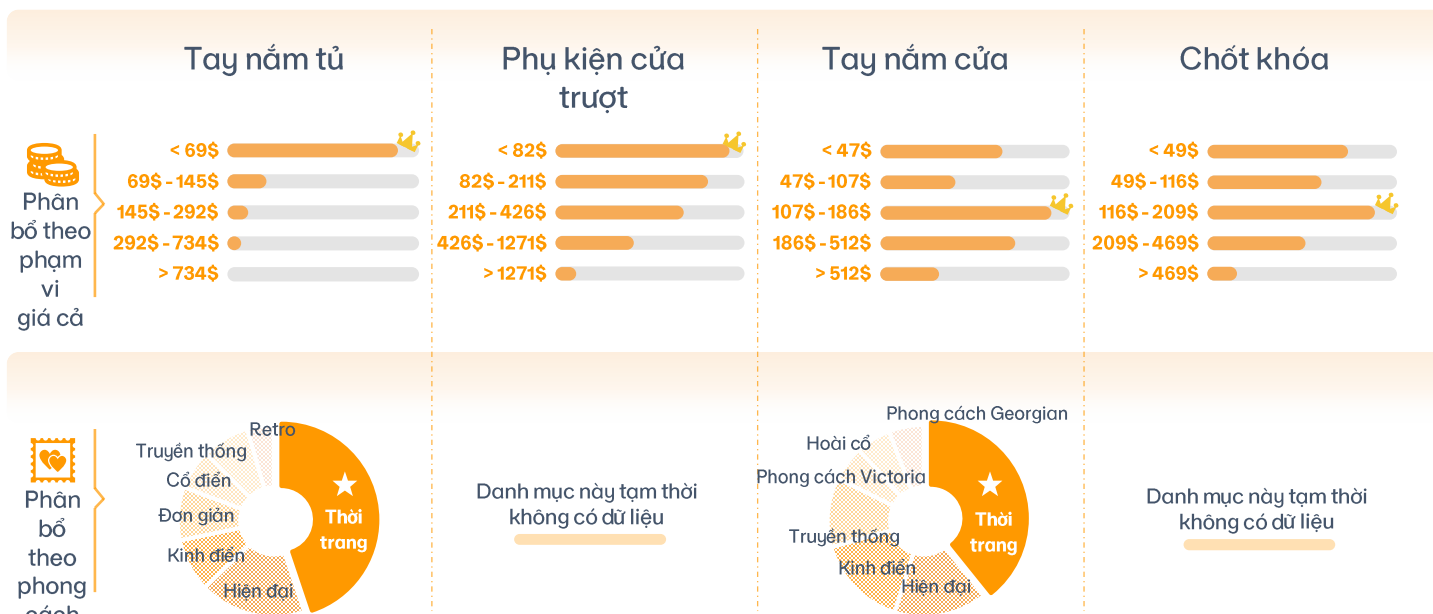 Tay nắm tủ
Phụ kiện cửa
trượt
Tay nắm cửa
Chốt khóa
Phân
bổ theo
phạm
vi
giá cả
< 69$
69$ - 145$
145$ - 292$
292$ - 734$
> 734$
< 82$
82$ - 211$
211$ - 426$
426$ - 1271$
> 1271$
< 47$
47$ - 107$
107$ - 186$
186$ - 512$
> 512$
< 49$
49$ - 116$
116$ - 209$
209$ - 469$
> 469$
Phân
bổ
theo
phong
cách
Retro
Truyền thống
Cổ điển
Đơn giản
Kinh điển
Hiện đại
Thời
trang
Danh mục này tạm thời
không có dữ liệu
Phong cách Georgian
Hoài cổ
Phong cách Victoria
Truyền thống
Kinh điển
Hiện đại
Thời
trang
Danh mục này tạm thời
không có dữ liệu